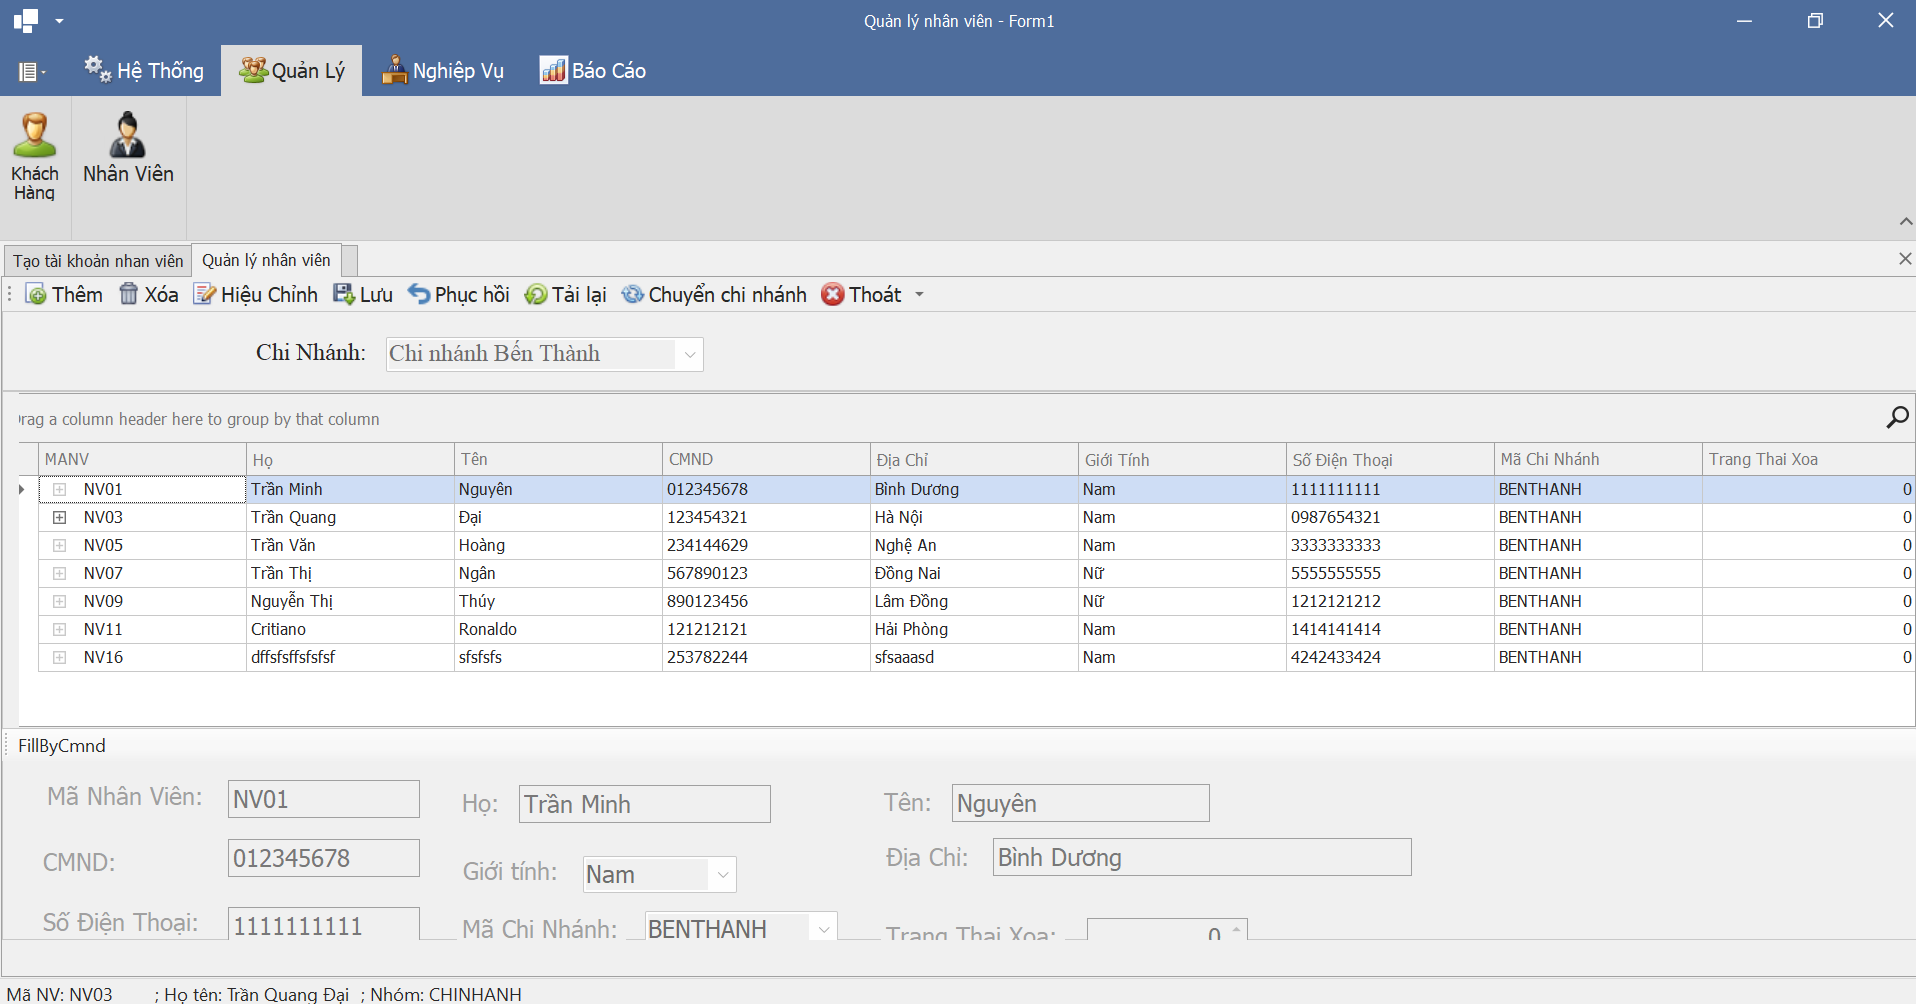 Quản lý nhân viên - Form1
Hệ Thống Quản Lý Nghiệp Vụ Báo Cáo
Khách Hàng
Nhân Viên
Tạo tài khoản nhan viên Quản lý nhân viên
Thêm Xóa Hiệu Chỉnh Lưu Phục hồi Tải lại Chuyển chi nhánh Thoát
Chi Nhánh: Chi nhánh Bến Thành
rag a column header here to group by that column
MANV Họ Tên CMND Địa Chỉ Giới Tính Số Điện Thoại Mã Chi Nhánh Trang Thai Xoa
NV01 Trần Minh Nguyên 012345678 Bình Dương Nam 1111111111 BENTHANH 0
NV03 Trần Quang Đại 123454321 Hà Nội Nam 0987654321 BENTHANH 0
NV05 Trần Văn Hoàng 234144629 Nghệ An Nam 3333333333 BENTHANH 0
NV07 Trần Thị Ngân 567890123 Đồng Nai Nữ 5555555555 BENTHANH 0
NV09 Nguyễn Thị Thúy 890123456 Lâm Đồng Nữ 1212121212 BENTHANH 0
NV11 Critiano Ronaldo 121212121 Hải Phòng Nam 1414141414 BENTHANH 0
NV16 dffsfsffsfsfsf sfsfsfs 253782244 sfsaaasd Nam 4242433424 BENTHANH 0
FillByCmnd
Mã Nhân Viên: NV01 Họ: Trần Minh Tên: Nguyên
CMND: 012345678 Giới tính: Nam Địa Chỉ: Bình Dương
Số Điện Thoại: 1111111111 Mã Chi Nhánh: BENTHANH Trang Thai Xoa: 0
Mã NV: NV03 ; Họ tên: Trần Quang Đại ; Nhóm: CHINHANH